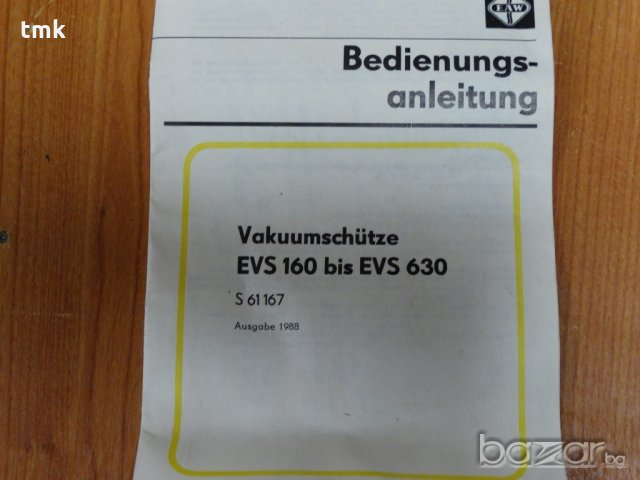 tmk
EAW
Bedienungs-
anleitung
Vakuumschütze
EVS 160 bis EVS 630
S 61 167
Ausgabe 1988
bazar.bg